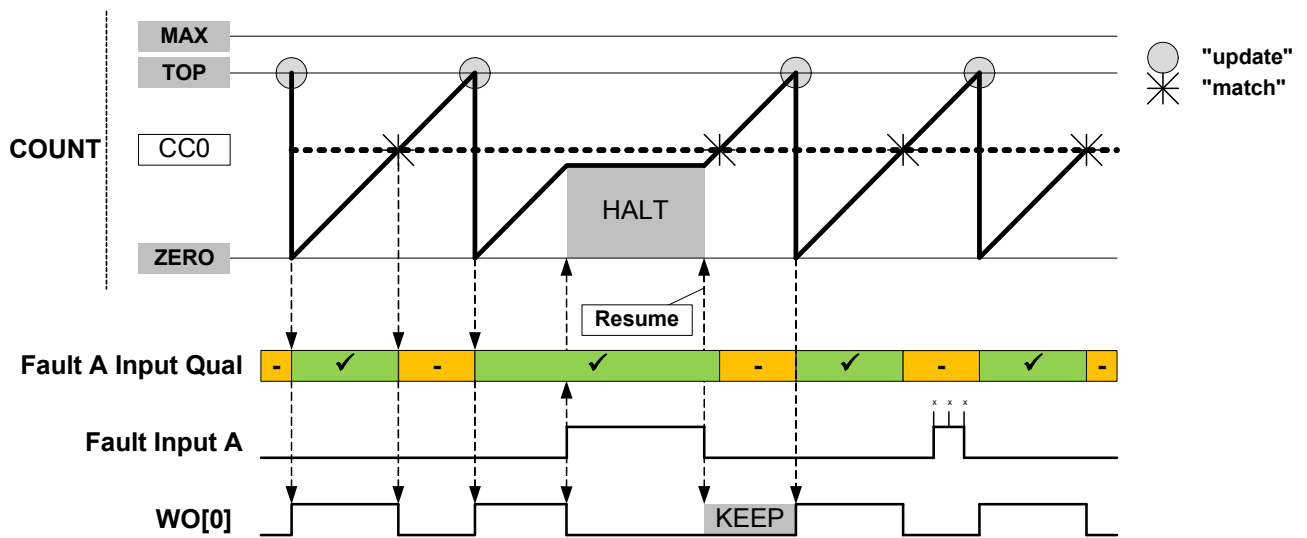 MAX
TOP
"update"
"match"
COUNT
CC0
HALT
ZERO
Resume
Fault A Input Qual
- ✓ - ✓ - ✓ - ✓ -
x x x
Fault Input A
WO[0]
KEEP